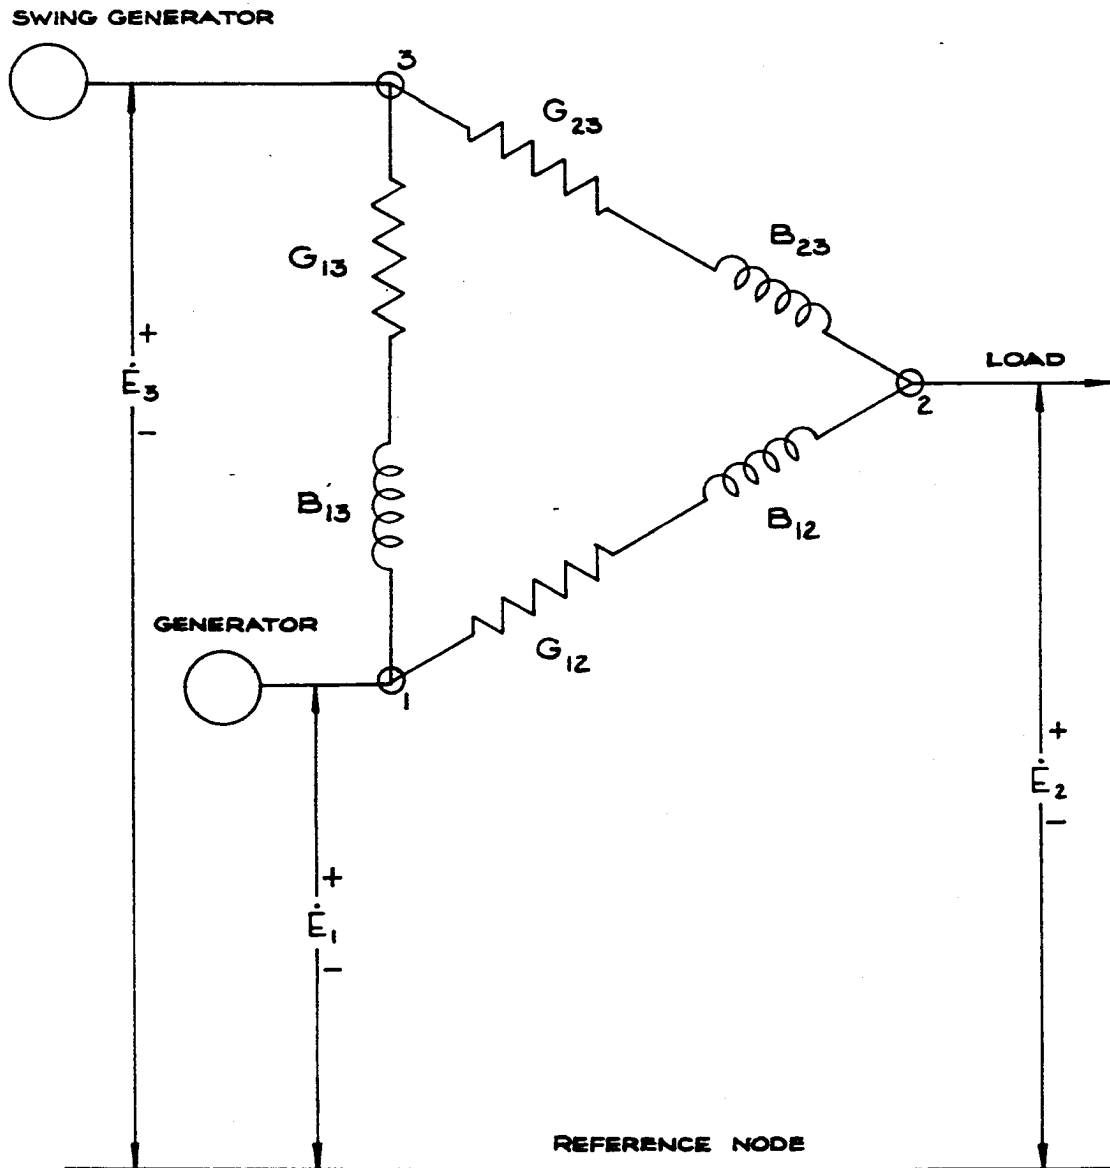 SWING GENERATOR
3
G23
B23
G13
+
Ė3
−
LOAD
2
B13
B12
GENERATOR
G12
1
+
Ė2
−
+
Ė1
−
REFERENCE NODE